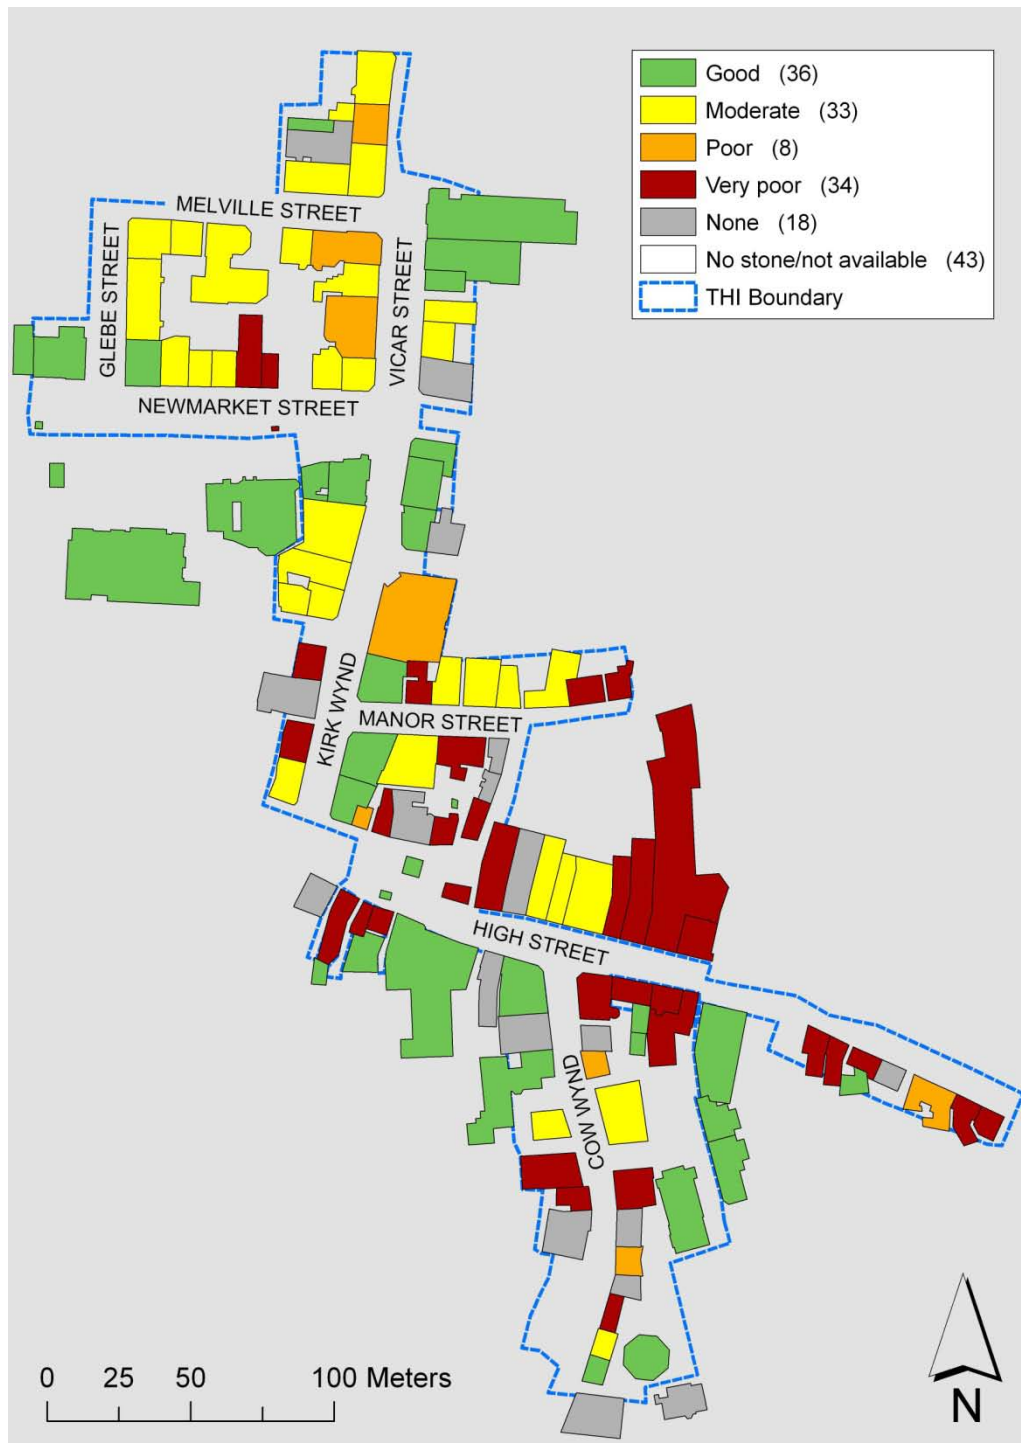 Good (36)
Moderate (33)
Poor (8)
Very poor (34)
None (18)
No stone/not available (43)
THI Boundary
MELVILLE STREET
GLEBE STREET
VICAR STREET
NEWMARKET STREET
KIRK WYND
MANOR STREET
HIGH STREET
COW WYND
0 25 50 100 Meters
N